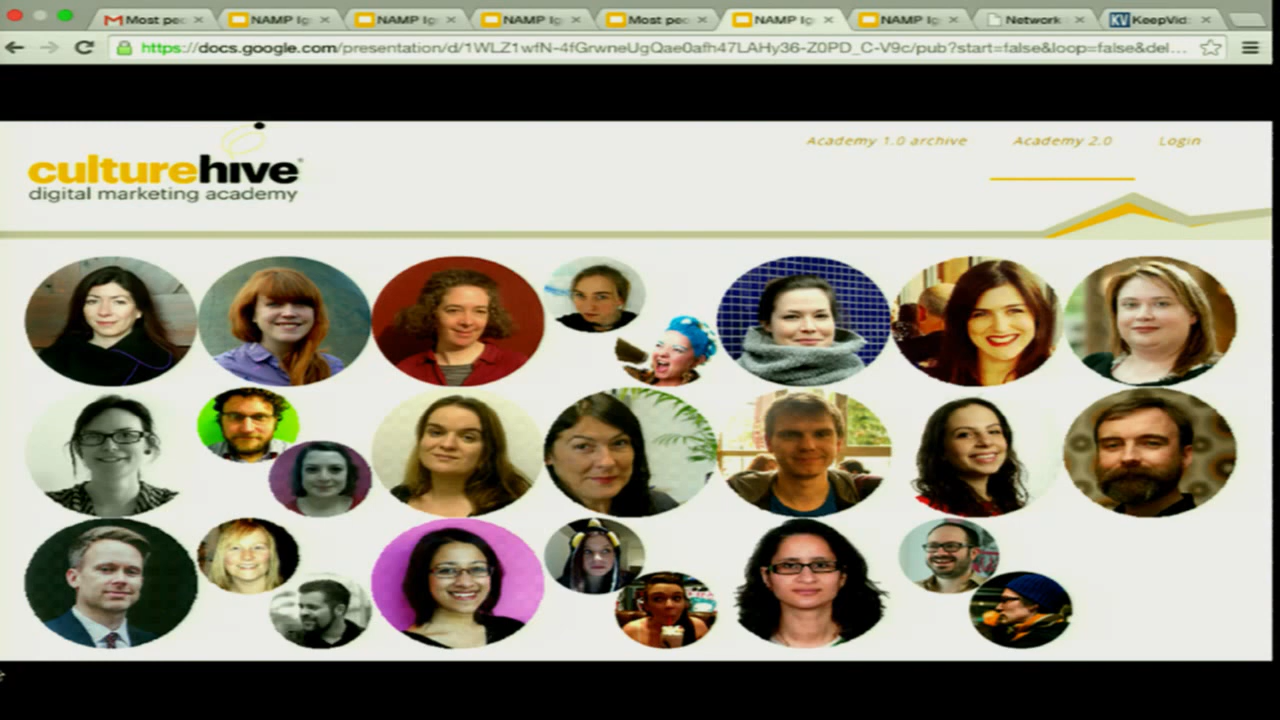 Most pec
NAMP Ig
NAMP Ig
NAMP Ig
Most pec
NAMP Ig
NAMP Ig
Network
KeepVid
https://docs.google.com/presentation/d/1WLZ1wfN-4fGrwneUgQae0afh47LAHy36-Z0PD_C-V9c/pub?start=false&loop=false&del...
Academy 1.0 archive
Academy 2.0
Login
culturehive
digital marketing academy